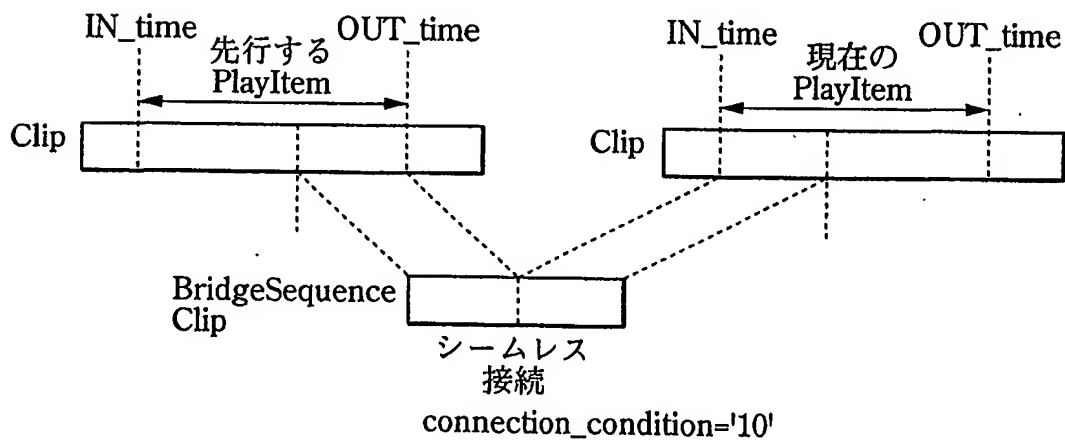 IN_time
OUT_time
先行する
PlayItem
Clip
IN_time
OUT_time
現在の
PlayItem
Clip
BridgeSequence
Clip
シームレス
接続
connection_condition='10'